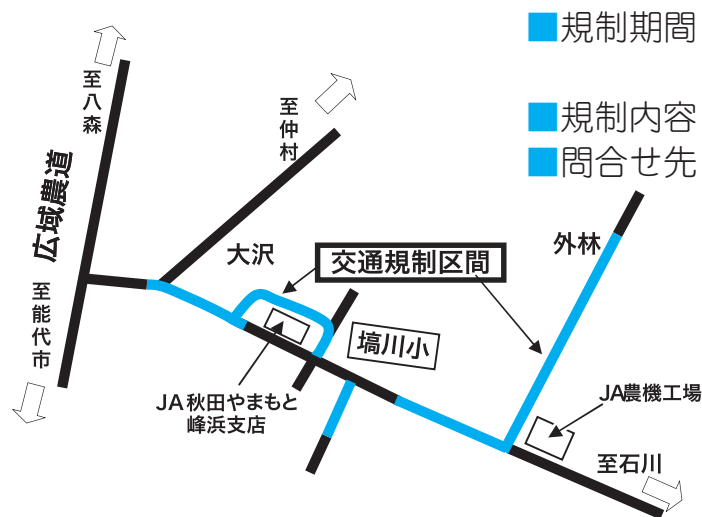 ■規制期間
■規制内容
■問合せ先
至八森
至仲村
広域農道
至能代市
大沢
交通規制区間
外林
塙川小
JA秋田やまもと
峰浜支店
JA農機工場
至石川